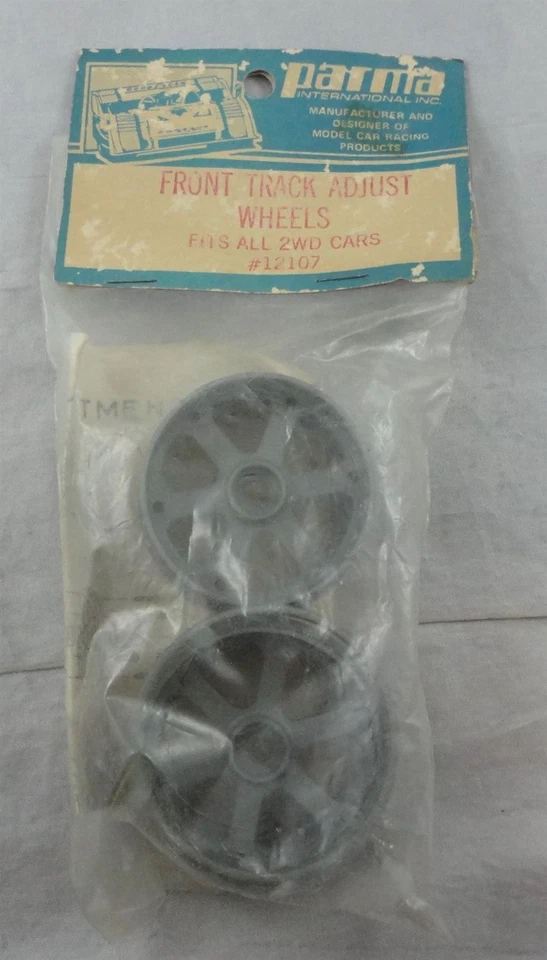 parma
INTERNATIONAL INC.
MANUFACTURER AND
DESIGNER OF
MODEL CAR RACING
PRODUCTS
FRONT TRACK ADJUST
WHEELS
FITS ALL 2WD CARS
#12107
TMEN